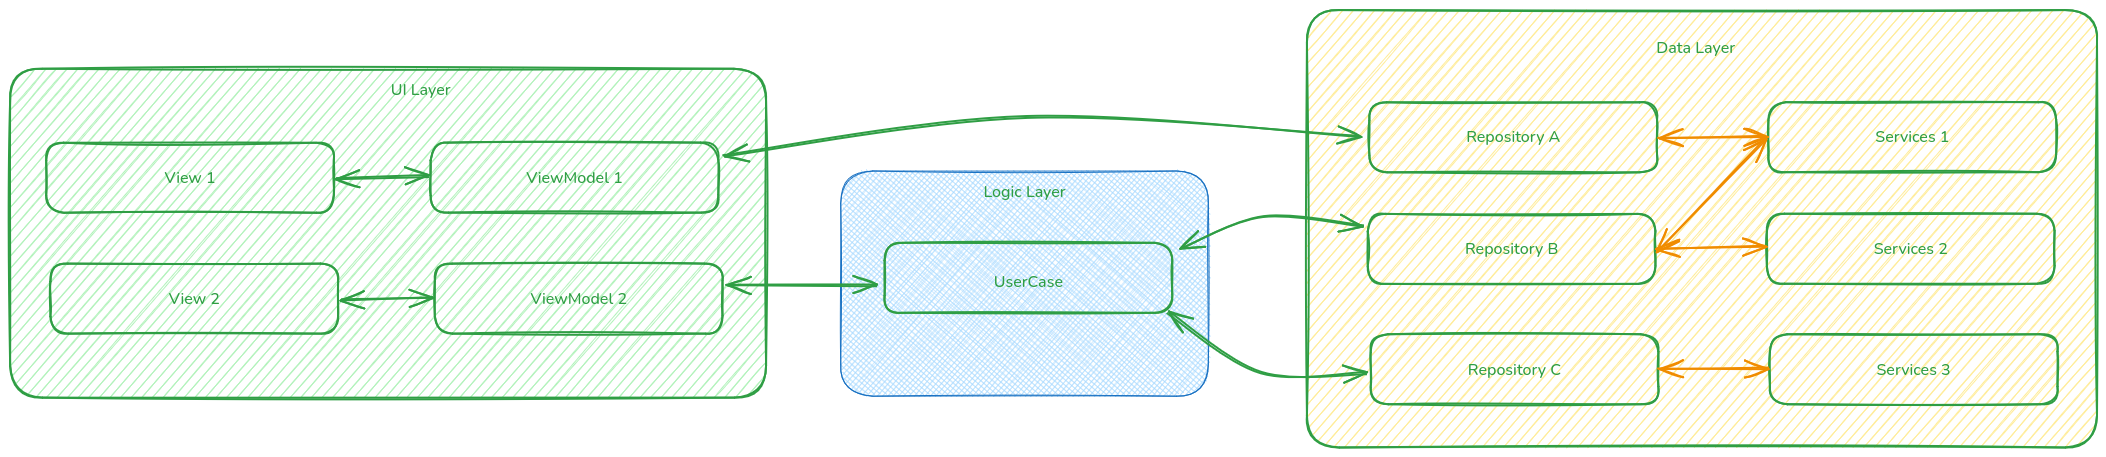 UI Layer
View 1
ViewModel 1
View 2
ViewModel 2
Logic Layer
UserCase
Data Layer
Repository A
Services 1
Repository B
Services 2
Repository C
Services 3